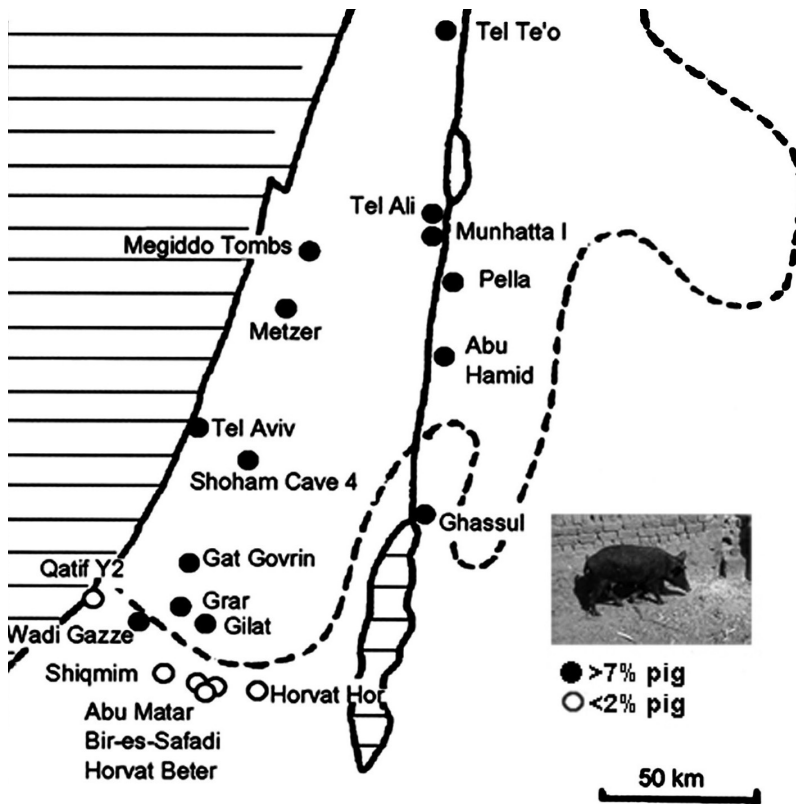 Tel Te'o
Tel Ali
Munhatta I
Megiddo Tombs
Pella
Metzer
Abu
Hamid
Tel Aviv
Shoham Cave 4
Ghassul
Gat Govrin
Qatif Y2
Grar
Gilat
Wadi Gazze
Shiqmim
Horvat Hor
Abu Matar
Bir-es-Safadi
Horvat Beter
>7% pig
<2% pig
50 km